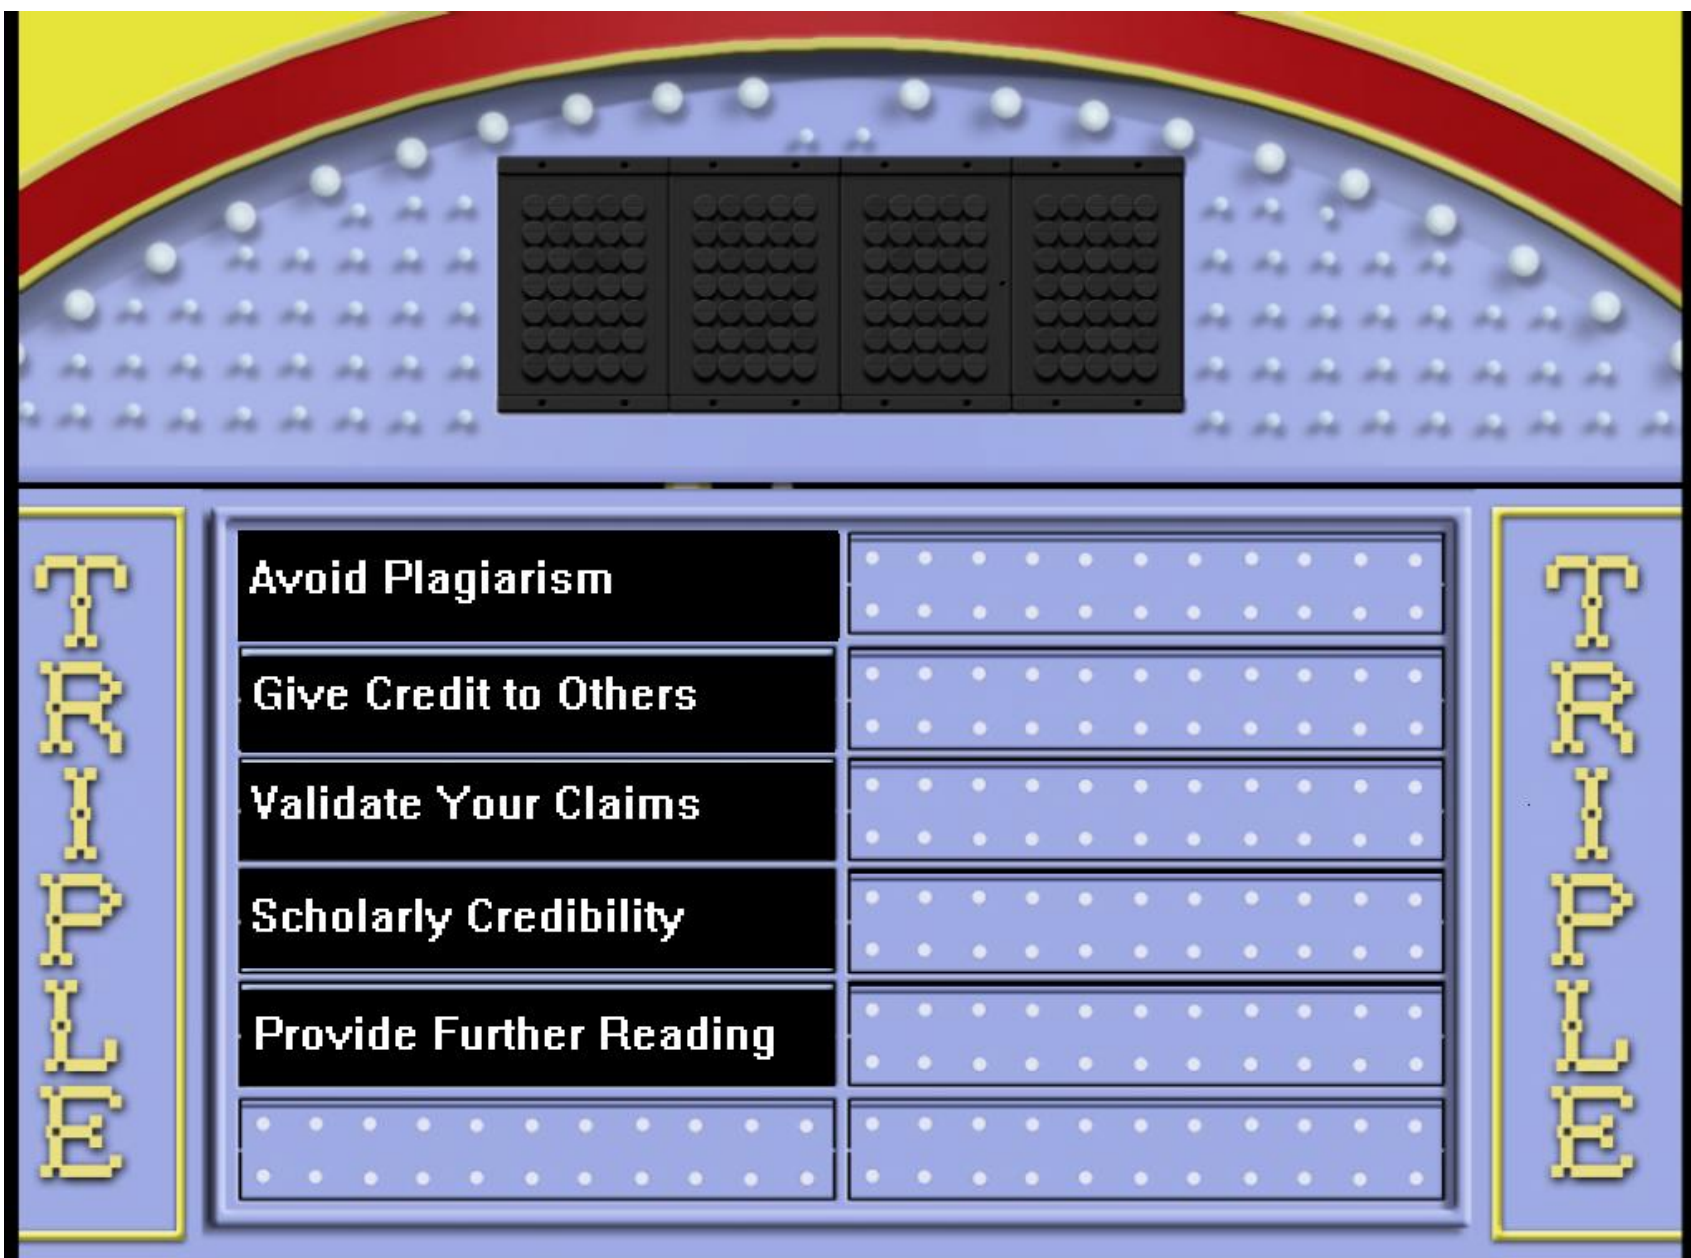 TRIPLE
Avoid Plagiarism
Give Credit to Others
Validate Your Claims
Scholarly Credibility
Provide Further Reading
TRIPLE